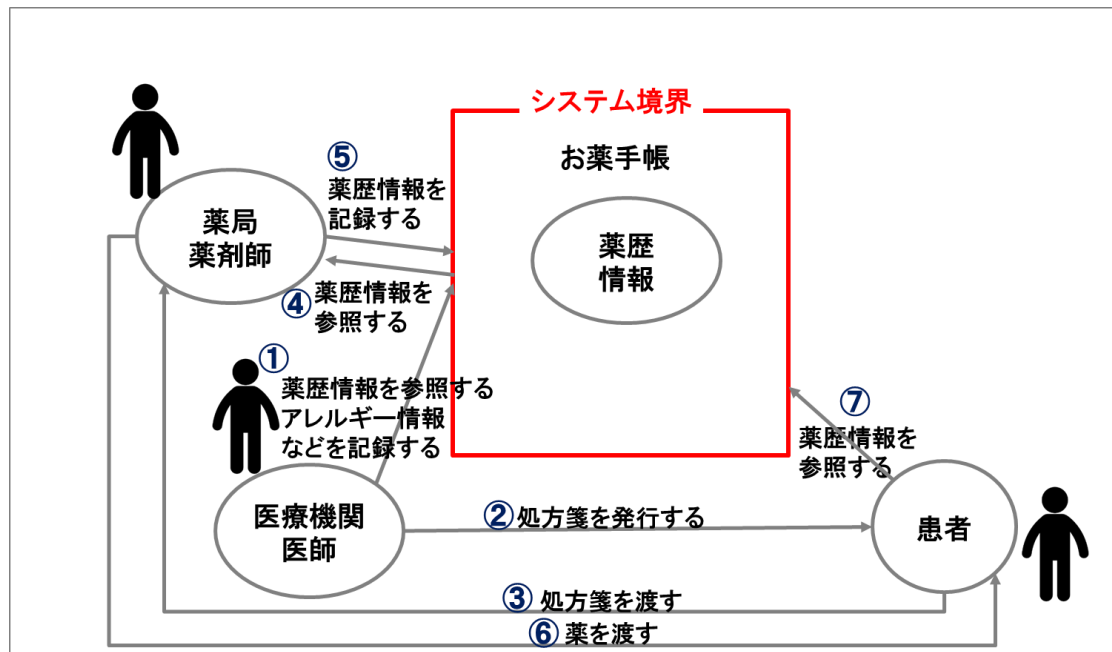 システム境界
お薬手帳
薬歴
情報
薬局
薬剤師
⑤
薬歴情報を
記録する
④
薬歴情報を
参照する
①
薬歴情報を参照する
アレルギー情報
などを記録する
医療機関
医師
②処方箋を発行する
⑦
薬歴情報を
参照する
患者
③ 処方箋を渡す
⑥ 薬を渡す